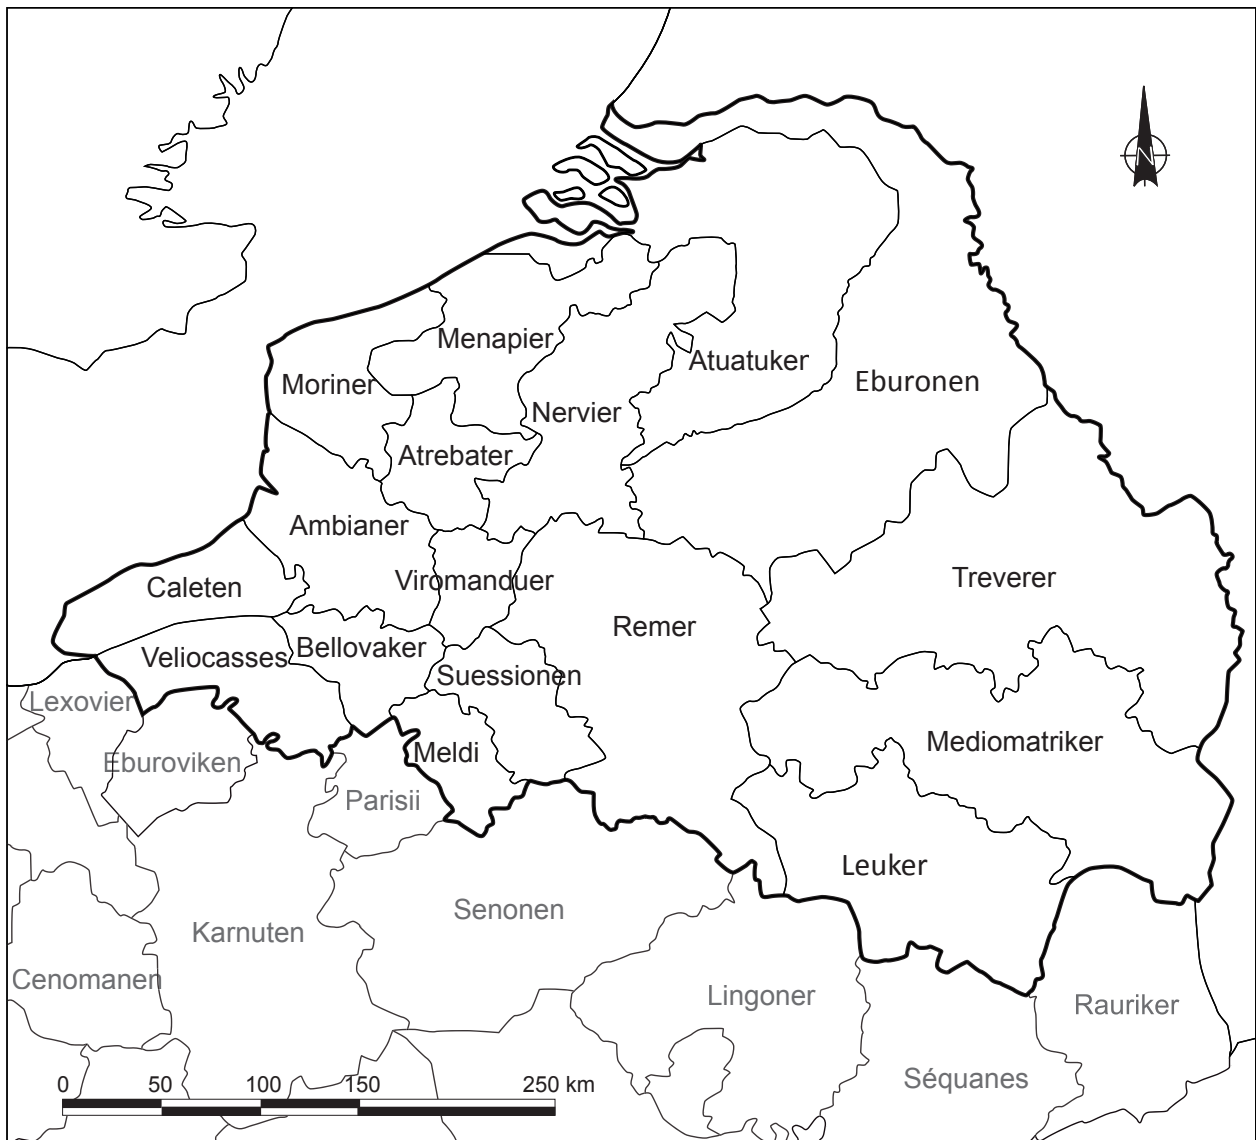 N
Menapier
Moriner
Atuatuker
Eburonen
Nervier
Atrebater
Ambianer
Caleten
Viromanduer
Treverer
Remer
Bellovaker
Veliocasses
Suessionen
Lexovier
Mediomatriker
Meldi
Eburoviken
Parisii
Leuker
Senonen
Karnuten
Cenomanen
Lingoner
Rauriker
Séquanes
0 50 100 150 250 km